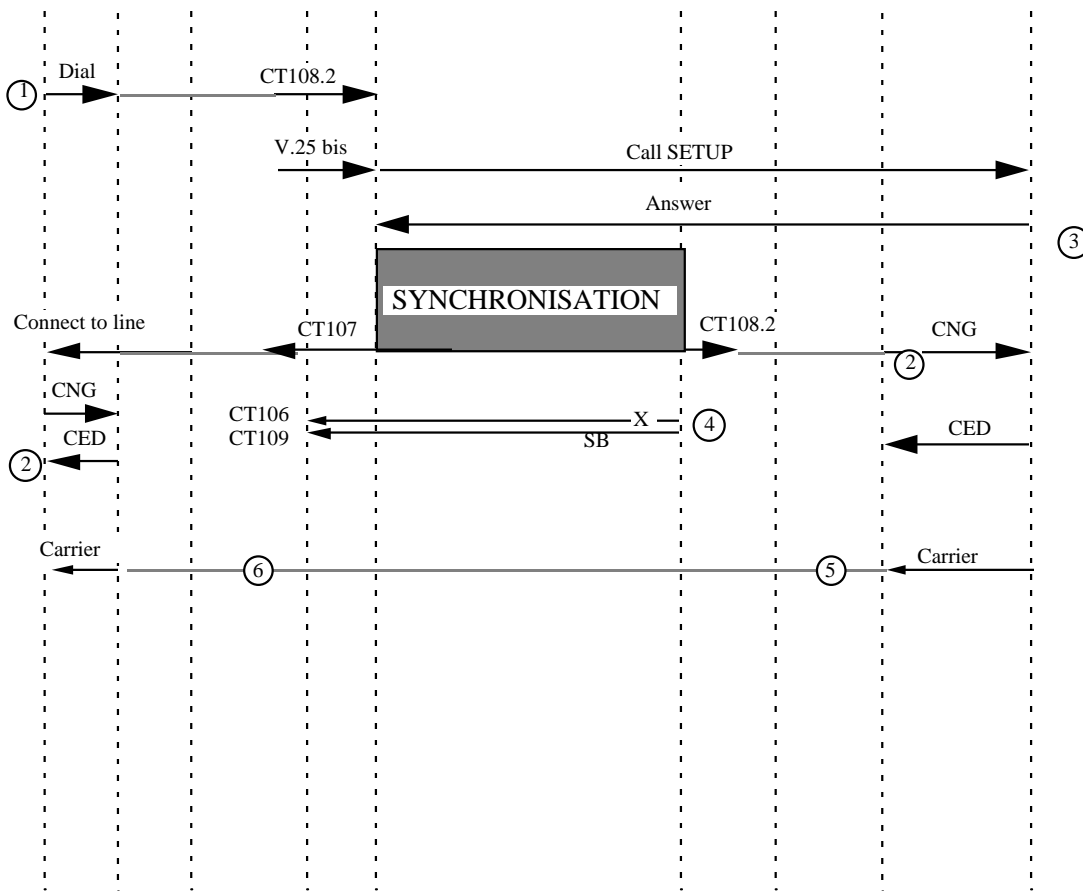 Dial
CT108.2
1
V.25 bis
Call SETUP
Answer
3
SYNCHRONISATION
Connect to line
CT107
CT108.2
CNG
2
CNG
CT106
X
4
CT109
SB
CED
CED
2
Carrier
6
5
Carrier